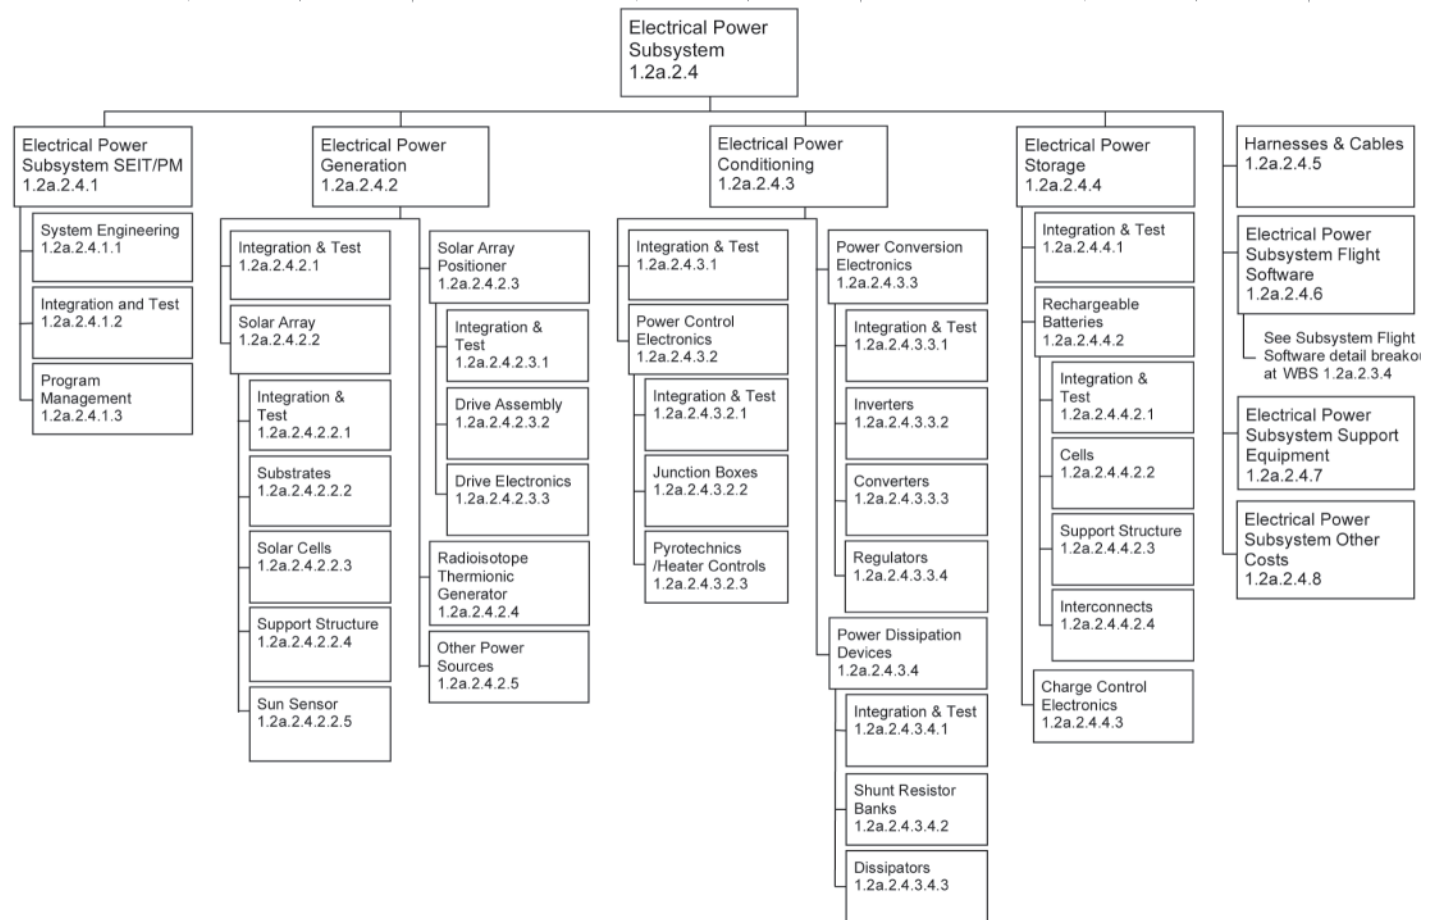 Electrical Power
Subsystem
1.2a.2.4
Electrical Power
Subsystem SEIT/PM
1.2a.2.4.1
System Engineering
1.2a.2.4.1.1
Integration and Test
1.2a.2.4.1.2
Program
Management
1.2a.2.4.1.3
Electrical Power
Generation
1.2a.2.4.2
Integration & Test
1.2a.2.4.2.1
Solar Array
1.2a.2.4.2.2
Integration &
Test
1.2a.2.4.2.2.1
Substrates
1.2a.2.4.2.2.2
Solar Cells
1.2a.2.4.2.2.3
Support Structure
1.2a.2.4.2.2.4
Sun Sensor
1.2a.2.4.2.2.5
Solar Array
Positioner
1.2a.2.4.2.3
Integration &
Test
1.2a.2.4.2.3.1
Drive Assembly
1.2a.2.4.2.3.2
Drive Electronics
1.2a.2.4.2.3.3
Radioisotope
Thermionic
Generator
1.2a.2.4.2.4
Other Power
Sources
1.2a.2.4.2.5
Electrical Power
Conditioning
1.2a.2.4.3
Integration & Test
1.2a.2.4.3.1
Power Control
Electronics
1.2a.2.4.3.2
Integration & Test
1.2a.2.4.3.2.1
Junction Boxes
1.2a.2.4.3.2.2
Pyrotechnics
/Heater Controls
1.2a.2.4.3.2.3
Power Conversion
Electronics
1.2a.2.4.3.3
Integration & Test
1.2a.2.4.3.3.1
Inverters
1.2a.2.4.3.3.2
Converters
1.2a.2.4.3.3.3
Regulators
1.2a.2.4.3.3.4
Power Dissipation
Devices
1.2a.2.4.3.4
Integration & Test
1.2a.2.4.3.4.1
Shunt Resistor
Banks
1.2a.2.4.3.4.2
Dissipators
1.2a.2.4.3.4.3
Electrical Power
Storage
1.2a.2.4.4
Integration & Test
1.2a.2.4.4.1
Rechargeable
Batteries
1.2a.2.4.4.2
Integration &
Test
1.2a.2.4.4.2.1
Cells
1.2a.2.4.4.2.2
Support Structure
1.2a.2.4.4.2.3
Interconnects
1.2a.2.4.4.2.4
Charge Control
Electronics
1.2a.2.4.4.3
Harnesses & Cables
1.2a.2.4.5
Electrical Power
Subsystem Flight
Software
1.2a.2.4.6
See Subsystem Flight
Software detail breako
at WBS 1.2a.2.3.4
Electrical Power
Subsystem Support
Equipment
1.2a.2.4.7
Electrical Power
Subsystem Other
Costs
1.2a.2.4.8